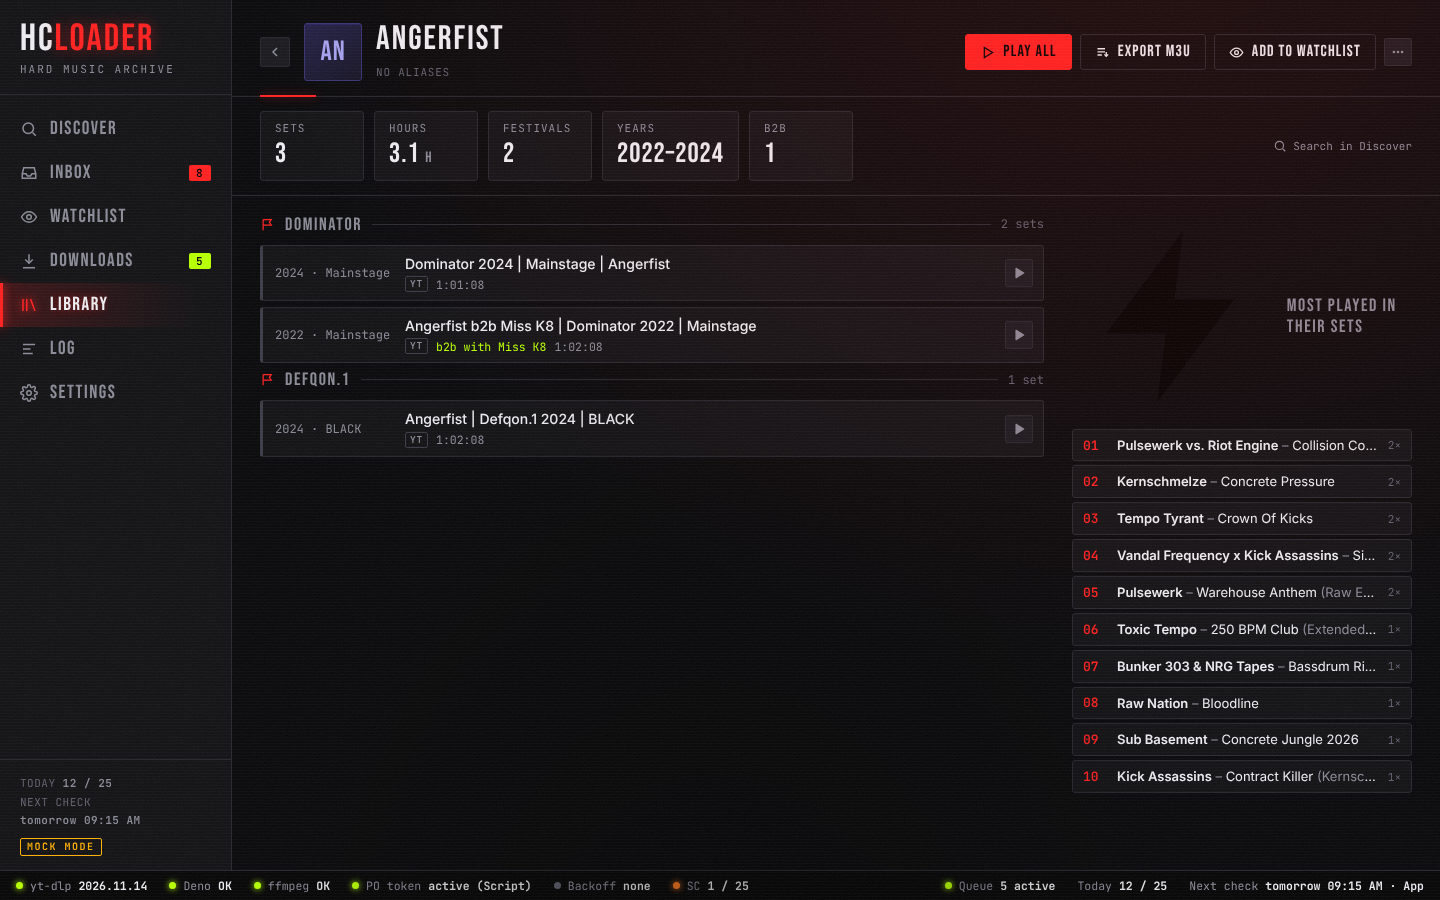 HCLOADER
HARD MUSIC ARCHIVE
DISCOVER
INBOX 8
WATCHLIST
DOWNLOADS 5
LIBRARY
LOG
SETTINGS
TODAY 12 / 25
NEXT CHECK
tomorrow 09:15 AM
MOCK MODE
AN
ANGERFIST
NO ALIASES
PLAY ALL
EXPORT M3U
ADD TO WATCHLIST
SETS
3
HOURS
3.1 H
FESTIVALS
2
YEARS
2022–2024
B2B
1
Search in Discover
DOMINATOR 2 sets
2024 · Mainstage
Dominator 2024 | Mainstage | Angerfist
YT 1:01:08
2022 · Mainstage
Angerfist b2b Miss K8 | Dominator 2022 | Mainstage
YT b2b with Miss K8 1:02:08
DEFQON.1 1 set
2024 · BLACK
Angerfist | Defqon.1 2024 | BLACK
YT 1:02:08
MOST PLAYED IN
THEIR SETS
01 Pulsewerk vs. Riot Engine – Collision Co... 2×
02 Kernschmelze – Concrete Pressure 2×
03 Tempo Tyrant – Crown Of Kicks 2×
04 Vandal Frequency x Kick Assassins – Si... 2×
05 Pulsewerk – Warehouse Anthem (Raw E... 2×
06 Toxic Tempo – 250 BPM Club (Extended... 1×
07 Bunker 303 & NRG Tapes – Bassdrum Ri... 1×
08 Raw Nation – Bloodline 1×
09 Sub Basement – Concrete Jungle 2026 1×
10 Kick Assassins – Contract Killer (Kernsc... 1×
yt-dlp 2026.11.14 Deno OK ffmpeg OK PO token active (Script) Backoff none SC 1 / 25 Queue 5 active Today 12 / 25 Next check tomorrow 09:15 AM · App